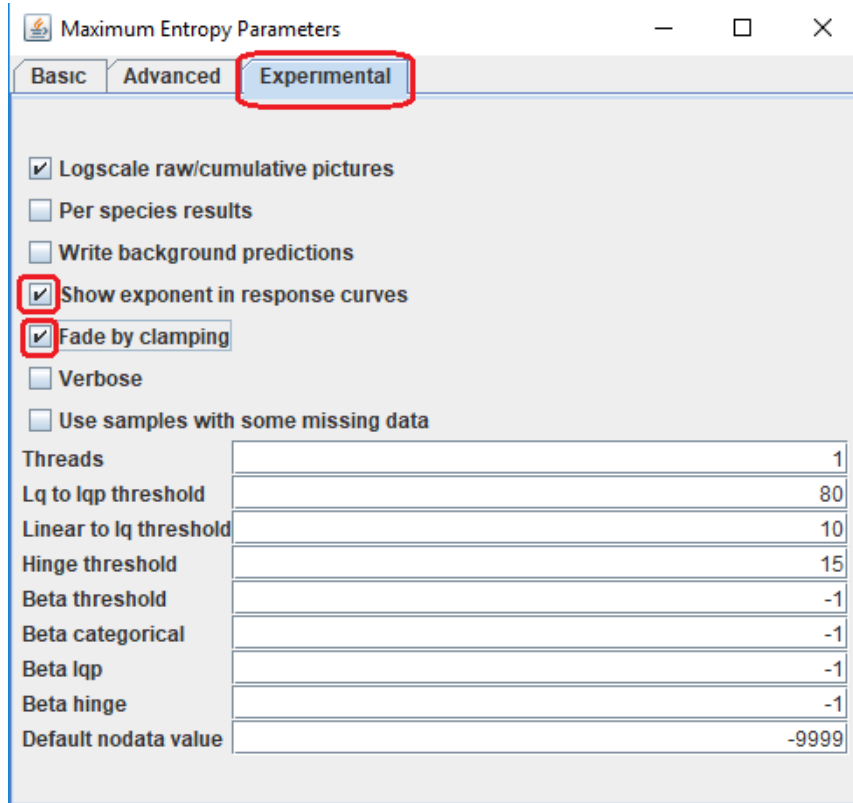 Maximum Entropy Parameters
Basic Advanced Experimental
Logscale raw/cumulative pictures
Per species results
Write background predictions
Show exponent in response curves
Fade by clamping
Verbose
Use samples with some missing data
Threads 1
Lq to lqp threshold 80
Linear to lq threshold 10
Hinge threshold 15
Beta threshold -1
Beta categorical -1
Beta lqp -1
Beta hinge -1
Default nodata value -9999